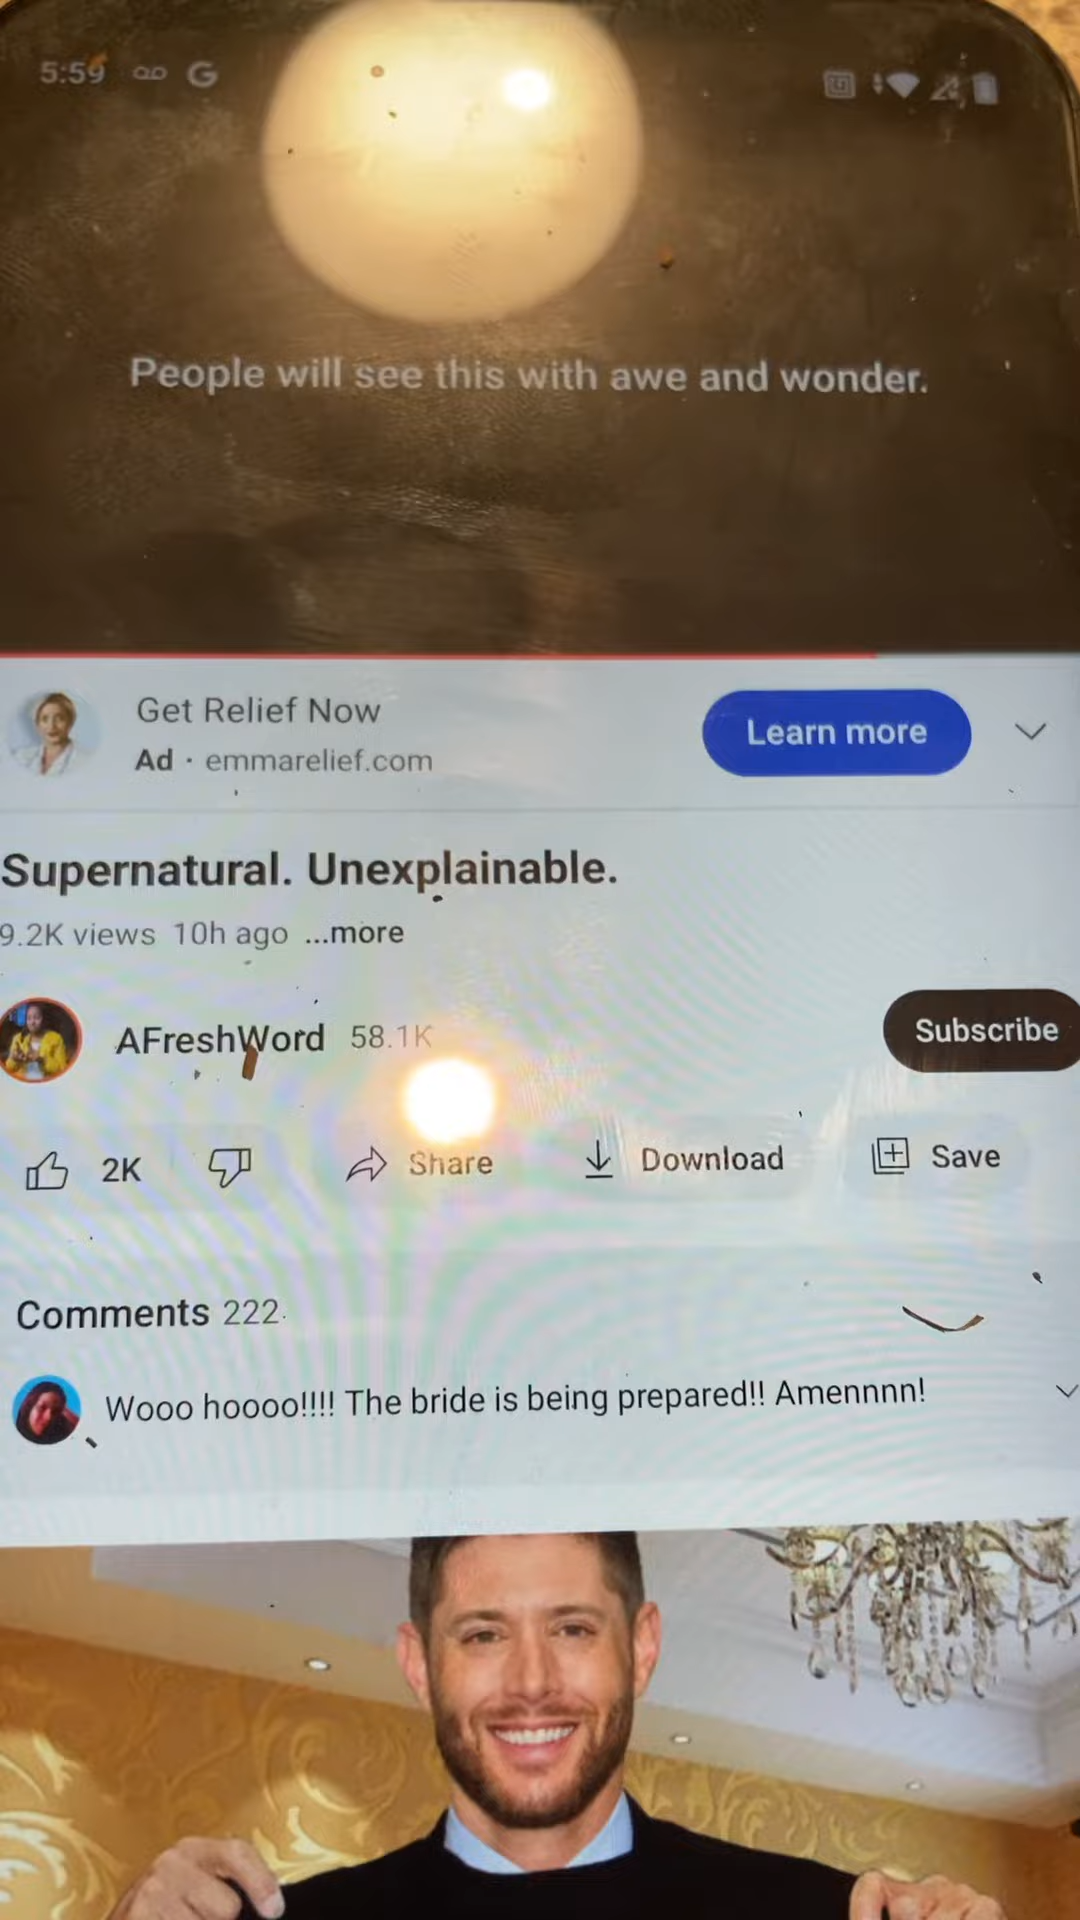 5:59
G
People will see this with awe and wonder.
Get Relief Now
Learn more
Ad · emmarelief.com
Supernatural. Unexplainable.
9.2K views 10h ago ...more
AFreshWord 58.1K
Subscribe
2K
Share
Download
Save
Comments 222
Wooo hoooo!!!! The bride is being prepared!! Amennnn!